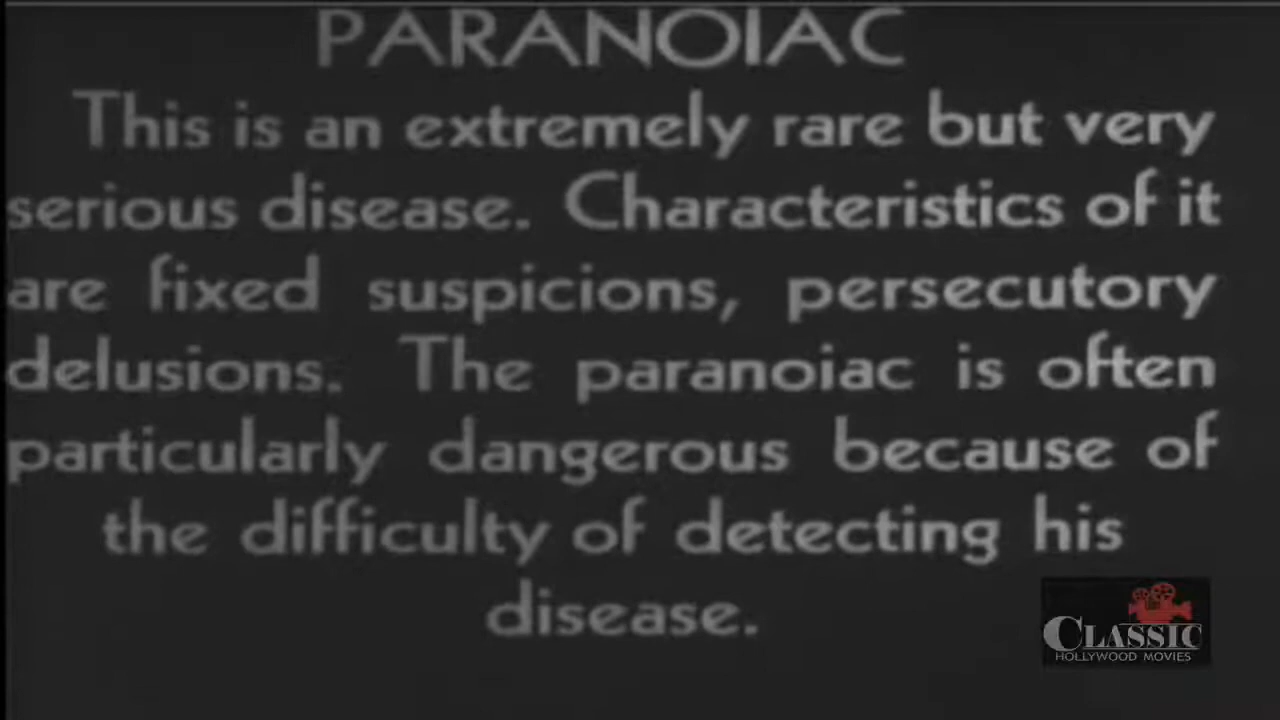 PARANOIAC
This is an extremely rare but very
serious disease. Characteristics of it
are fixed suspicions, persecutory
delusions. The paranoiac is often
particularly dangerous because of
the difficulty of detecting his
disease.
CLASSIC
HOLLYWOOD MOVIES